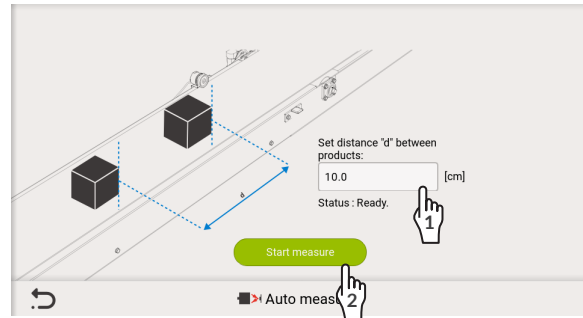 Set distance "d" between
products:
10.0 [cm]
Status : Ready.
1
d
Start measure
Auto meas
2